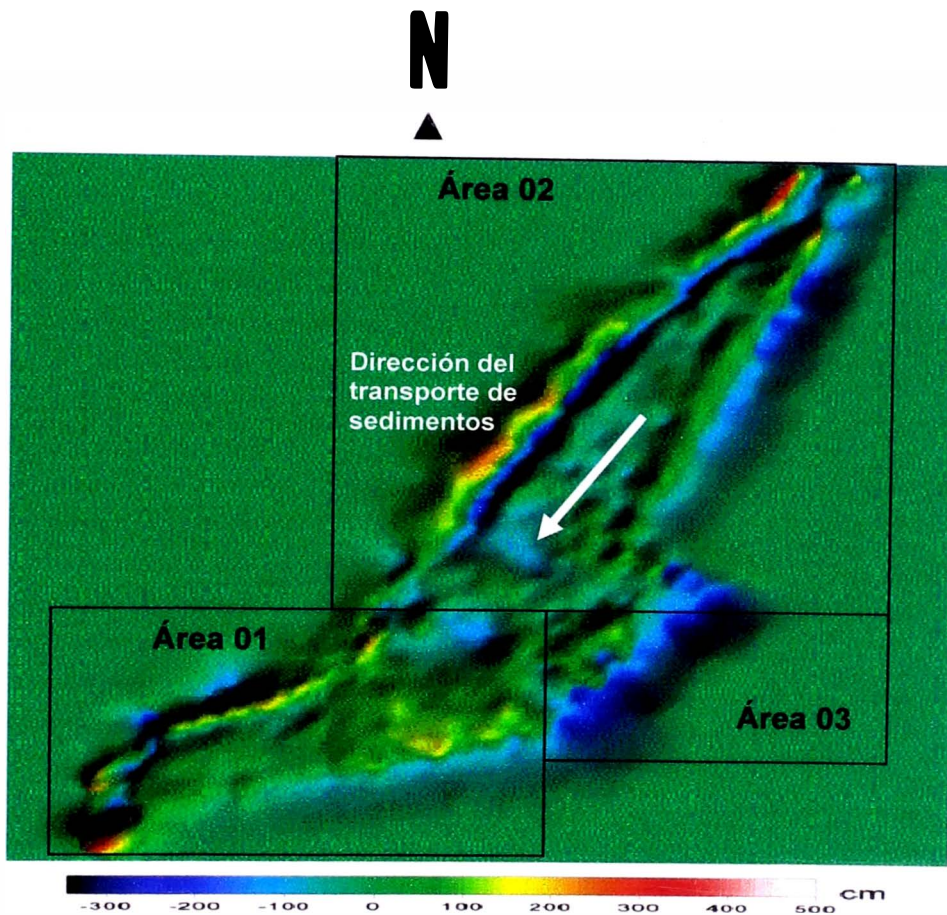 N
Área 02
Dirección del
transporte de
sedimentos
Área 01
Área 03
-300 -200 -100 0 100 200 300 400 500 cm